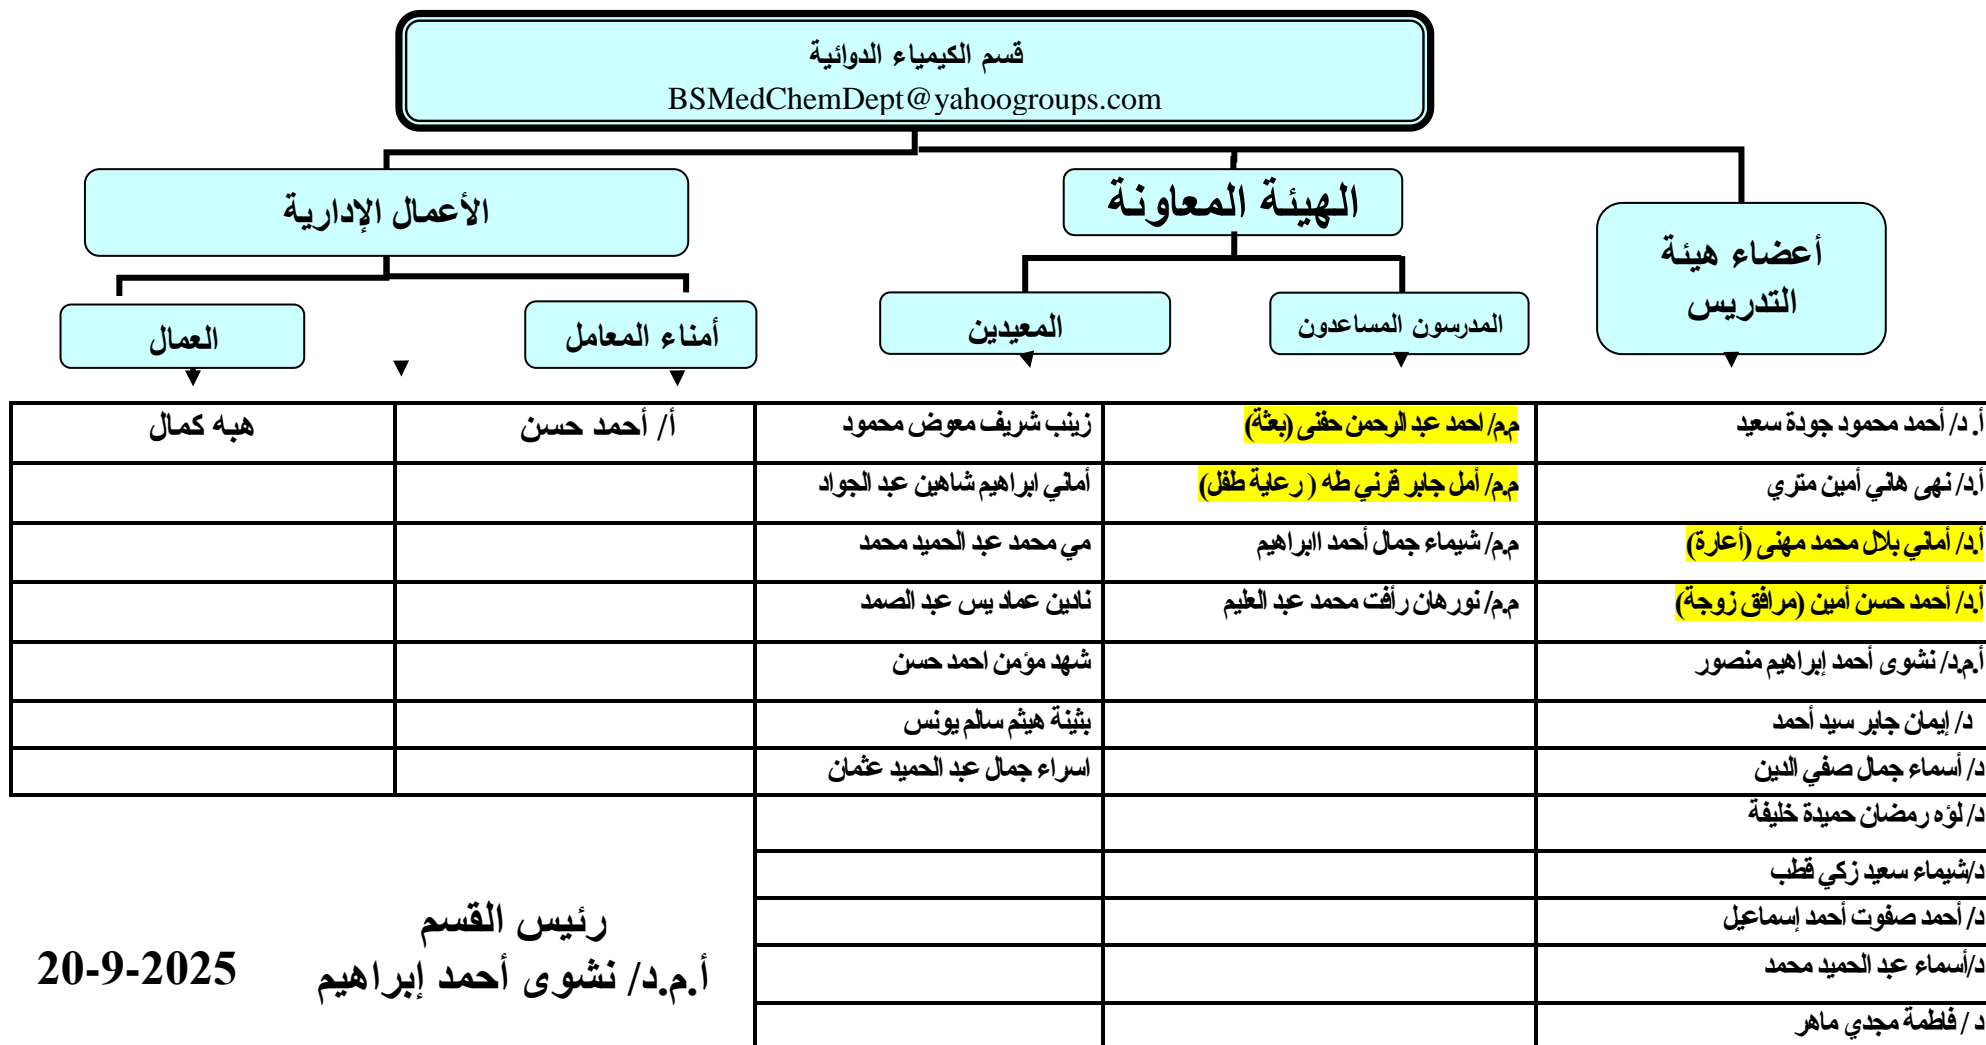 قسم الكيمياء الدوائية
BSMedChemDept@yahoogroups.com
أعضاء هيئة
التدريس
الهيئة المعاونة
الأعمال الإدارية
المدرسون المساعدون
المعيدين
أمناء المعامل
العمال
أ. د/ أحمد محمود جودة سعيد
م.م/ احمد عبد الرحمن حفنى (بعثة)
زينب شريف معوض محمود
أ/ أحمد حسن
هبه كمال
أ.د/ نهى هاني أمين متري
م.م/ أمل جابر قرني طه ( رعاية طفل)
أماني ابراهيم شاهين عبد الجواد
أ.د/ أماني بلال محمد مهنى (أعارة)
م.م/ شيماء جمال أحمد اابراهيم
مي محمد عبد الحميد محمد
أ.د/ أحمد حسن أمين (مرافق زوجة)
م.م/ نورهان رأفت محمد عبد العليم
نادين عماد يس عبد الصمد
أ.م.د/ نشوى أحمد إبراهيم منصور
شهد مؤمن احمد حسن
د/ إيمان جابر سيد أحمد
بثينة هيثم سالم يونس
د/ أسماء جمال صفي الدين
اسراء جمال عبد الحميد عثمان
د/ لؤه رمضان حميدة خليفة
د/شيماء سعيد زكي قطب
د/ أحمد صفوت أحمد إسماعيل
د/أسماء عبد الحميد محمد
د / فاطمة مجدي ماهر
رئيس القسم
أ.م.د/ نشوى أحمد إبراهيم
20-9-2025